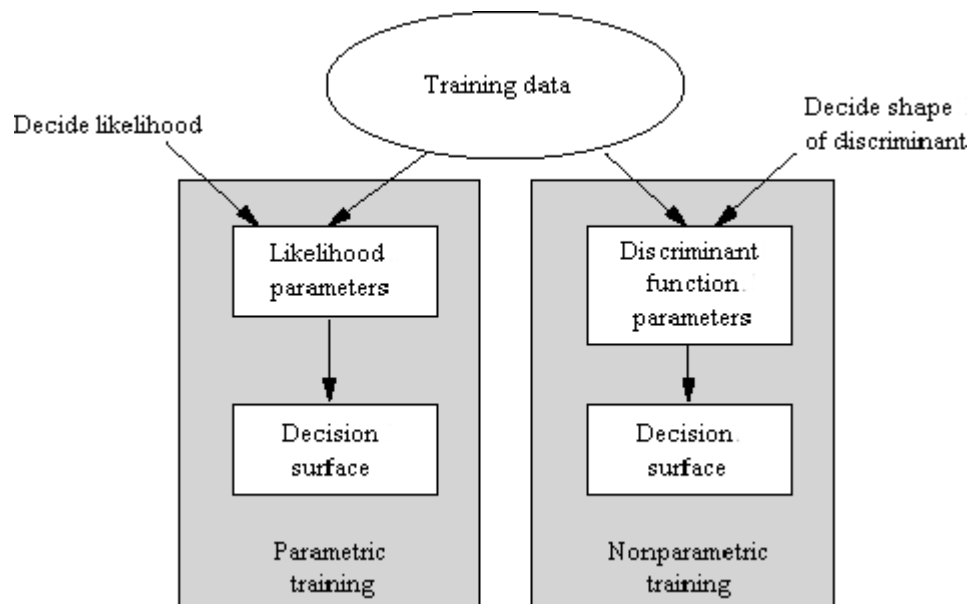 Training data
Decide likelihood
Decide shape
of discriminant
Likelihood
parameters
Discriminant
function
parameters
Decision
surface
Decision
surface
Parametric
training
Nonparametric
training